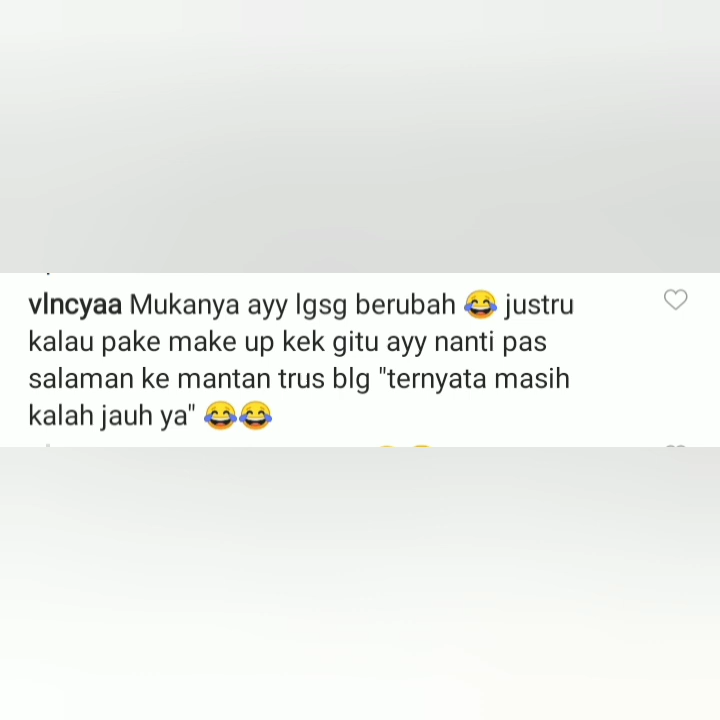 vlncyaa Mukanya ayy lgsg berubah 😂 justru
kalau pake make up kek gitu ayy nanti pas
salaman ke mantan trus blg "ternyata masih
kalah jauh ya" 😂😂